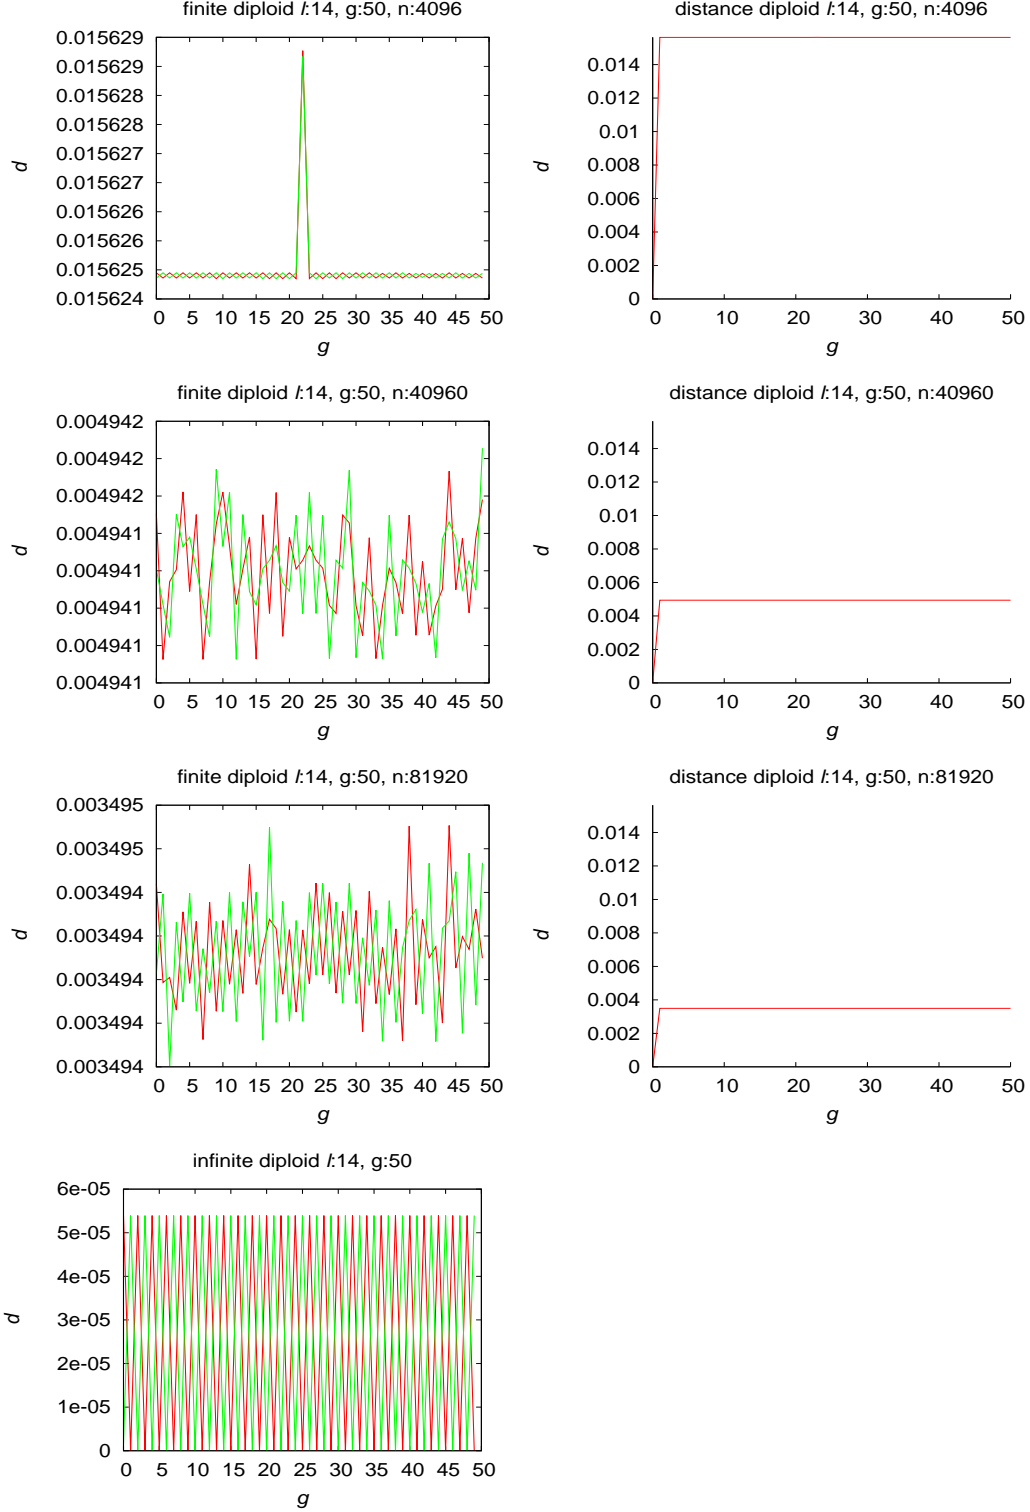 finite diploid l:14, g:50, n:4096
0.015629
0.015629
0.015628
0.015628
0.015627
0.015627
0.015626
0.015626
0.015625
0.015624
0 5 10 15 20 25 30 35 40 45 50
d
g
distance diploid l:14, g:50, n:4096
0.014
0.012
0.01
0.008
0.006
0.004
0.002
0
0 10 20 30 40 50
d
g
finite diploid l:14, g:50, n:40960
0.004942
0.004942
0.004942
0.004941
0.004941
0.004941
0.004941
0.004941
0 5 10 15 20 25 30 35 40 45 50
d
g
distance diploid l:14, g:50, n:40960
0.014
0.012
0.01
0.008
0.006
0.004
0.002
0
0 10 20 30 40 50
d
g
finite diploid l:14, g:50, n:81920
0.003495
0.003495
0.003494
0.003494
0.003494
0.003494
0.003494
0 5 10 15 20 25 30 35 40 45 50
d
g
distance diploid l:14, g:50, n:81920
0.014
0.012
0.01
0.008
0.006
0.004
0.002
0
0 10 20 30 40 50
d
g
infinite diploid l:14, g:50
6e-05
5e-05
4e-05
3e-05
2e-05
1e-05
0
0 5 10 15 20 25 30 35 40 45 50
d
g